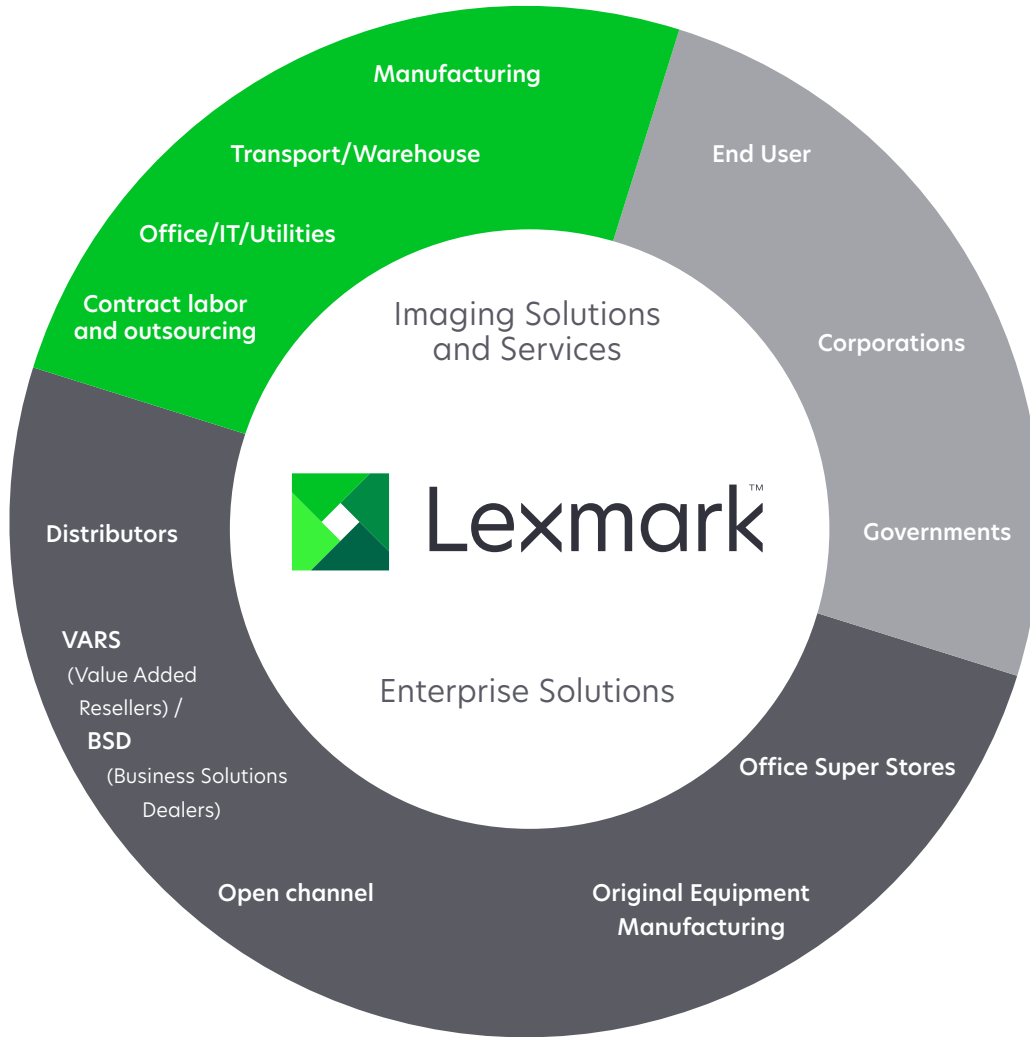 Manufacturing
Transport/Warehouse
Office/IT/Utilities
Contract labor
and outsourcing
End User
Corporations
Governments
Imaging Solutions
and Services
Lexmark™
Enterprise Solutions
Distributors
VARS
(Value Added
Resellers) /
BSD
(Business Solutions
Dealers)
Open channel
Original Equipment
Manufacturing
Office Super Stores